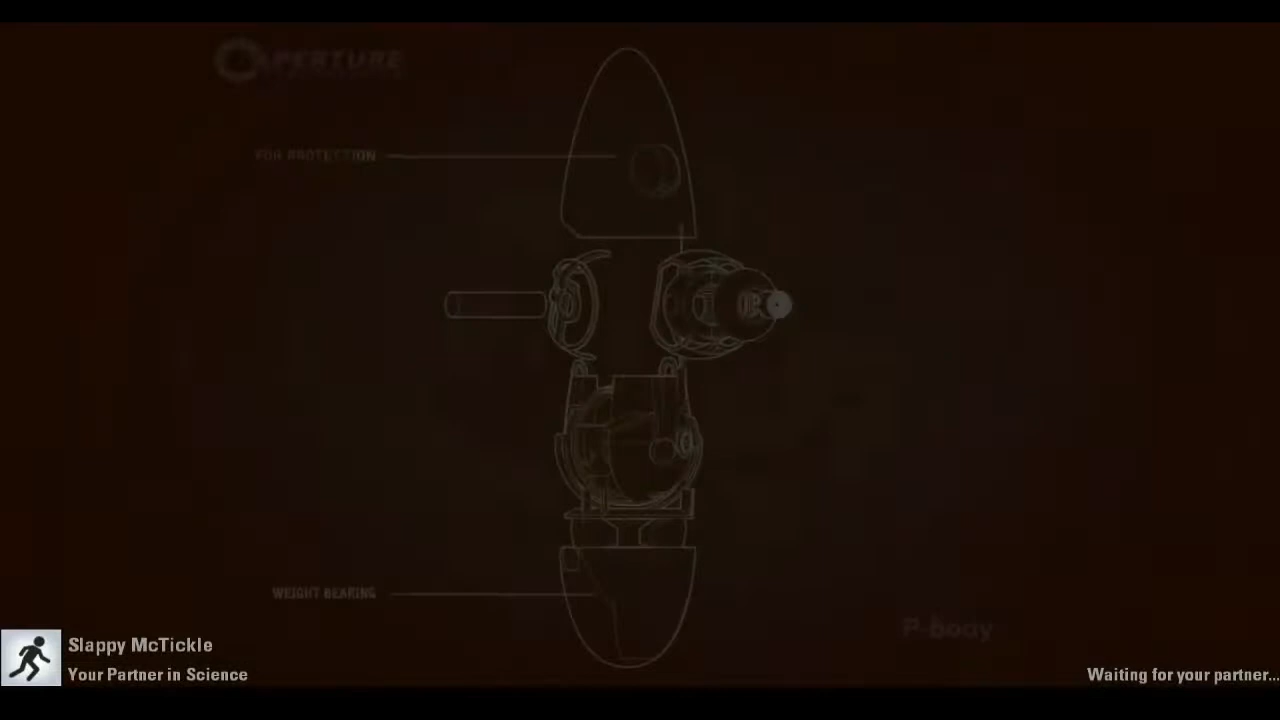 APERTURE
FOR PROTECTION
WEIGHT BEARING
P-body
Slappy McTickle
Your Partner in Science
Waiting for your partner...